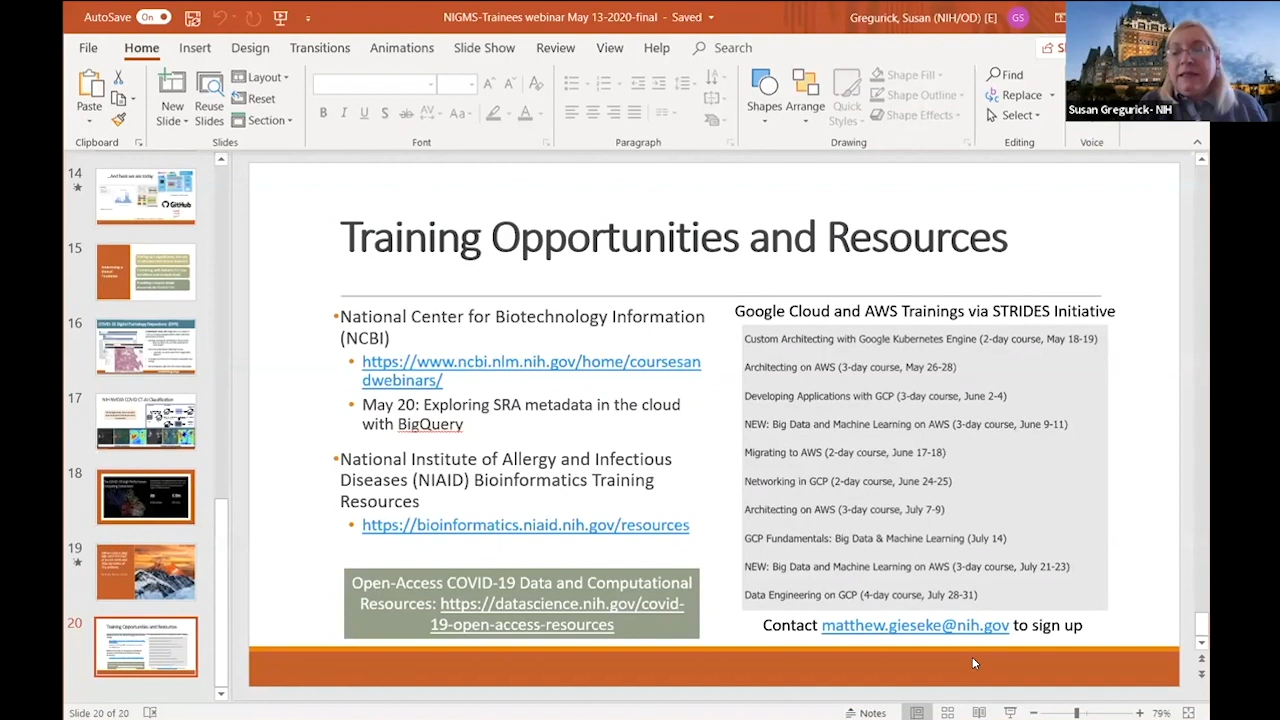 AutoSave On
NIGMS-Trainees webinar May 13-2020-final - Saved
Gregurick, Susan (NIH/OD) [E] GS
File Home Insert Design Transitions Animations Slide Show Review View Help Search
Susan Gregurick- NIH
Paste
New Slide
Reuse Slides
Layout
Reset
Section
Shapes Arrange Quick Styles
Shape Fill
Shape Outline
Shape Effects
Find
Replace
Select
Clipboard Slides Font Paragraph Drawing Editing Voice
14
...And here we are today
GitHub
15
16
17
18
19
20
Training Opportunities and Resources
Training Opportunities and Resources
•National Center for Biotechnology Information
(NCBI)
• https://www.ncbi.nlm.nih.gov/home/coursesan
dwebinars/
• May 20: Exploring SRA metadata in the cloud
with BigQuery
•National Institute of Allergy and Infectious
Diseases (NIAID) Bioinformatics Training
Resources
• https://bioinformatics.niaid.nih.gov/resources
Open-Access COVID-19 Data and Computational
Resources: https://datascience.nih.gov/covid-
19-open-access-resources
Google Cloud and AWS Trainings via STRIDES Initiative
Custom Architecting with Google Kubernetes Engine (2-day course, May 18-19)
Architecting on AWS (3-day course, May 26-28)
Developing Applications with GCP (3-day course, June 2-4)
NEW: Big Data and Machine Learning on AWS (3-day course, June 9-11)
Migrating to AWS (2-day course, June 17-18)
Networking in GCP (2-day course, June 24-25)
Architecting on AWS (3-day course, July 7-9)
GCP Fundamentals: Big Data & Machine Learning (July 14)
NEW: Big Data and Machine Learning on AWS (3-day course, July 21-23)
Data Engineering on GCP (4-day course, July 28-31)
Contact matthew.gieseke@nih.gov to sign up
Slide 20 of 20
Notes
79%